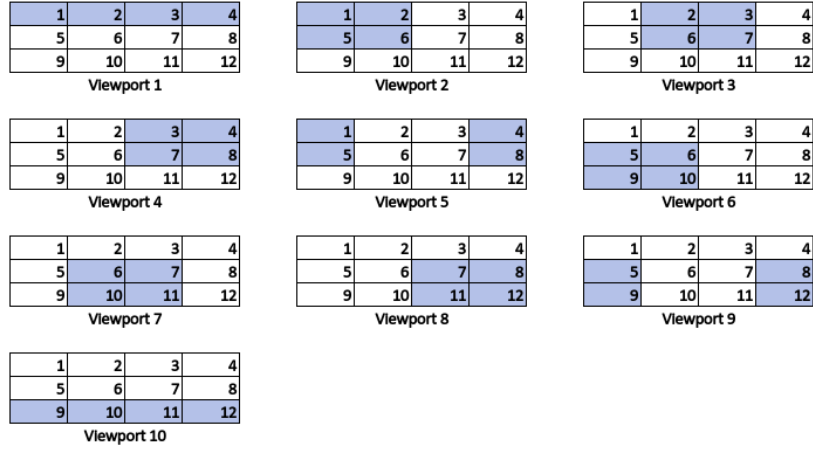 1 2 3 4 1 2 3 4 1 2 3 4
5 6 7 8 5 6 7 8 5 6 7 8
9 10 11 12 9 10 11 12 9 10 11 12
Viewport 1 Viewport 2 Viewport 3
1 2 3 4 1 2 3 4 1 2 3 4
5 6 7 8 5 6 7 8 5 6 7 8
9 10 11 12 9 10 11 12 9 10 11 12
Viewport 4 Viewport 5 Viewport 6
1 2 3 4 1 2 3 4 1 2 3 4
5 6 7 8 5 6 7 8 5 6 7 8
9 10 11 12 9 10 11 12 9 10 11 12
Viewport 7 Viewport 8 Viewport 9
1 2 3 4
5 6 7 8
9 10 11 12
Viewport 10